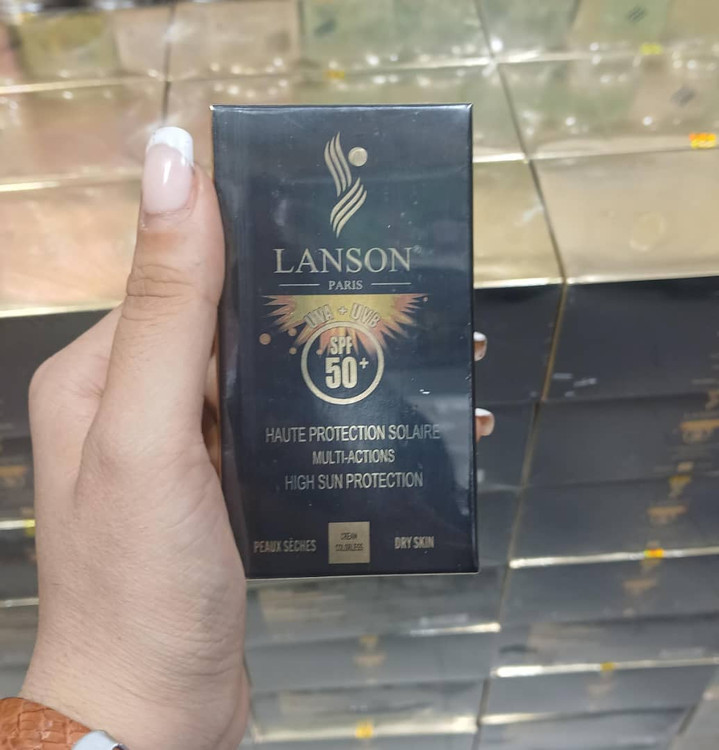 LANSON®
PARIS
UVA + UVB
SPF
50+
HAUTE PROTECTION SOLAIRE
MULTI-ACTIONS
HIGH SUN PROTECTION
PEAUX SÈCHES
CREAM
COLORLESS
DRY SKIN